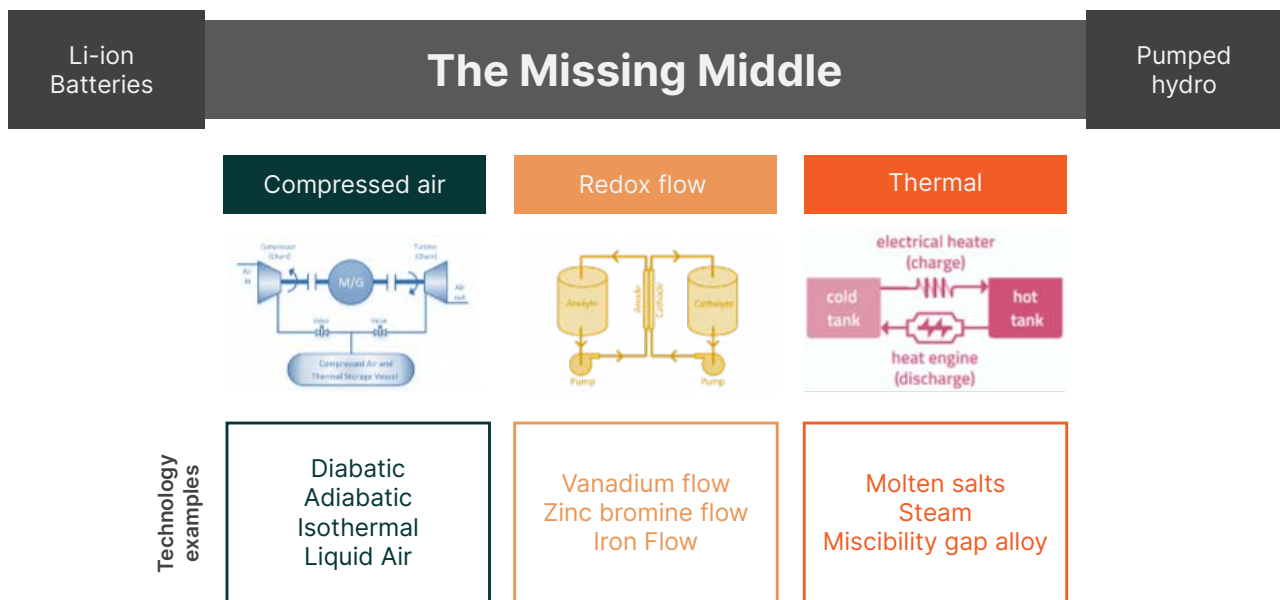 Li-ion
Batteries
The Missing Middle
Pumped
hydro
Compressed air
Redox flow
Thermal
Compressor
(Chars)
Turbine
(Chars)
Air
in
M/G
Air
out
Valve
Valve
Compressed Air and
Thermal Storage Vessel
Anolyte
Anode
Cathode
Catholyte
Pump
Pump
electrical heater
(charge)
cold
tank
hot
tank
heat engine
(discharge)
Technology
examples
Diabatic
Adiabatic
Isothermal
Liquid Air
Vanadium flow
Zinc bromine flow
Iron Flow
Molten salts
Steam
Miscibility gap alloy